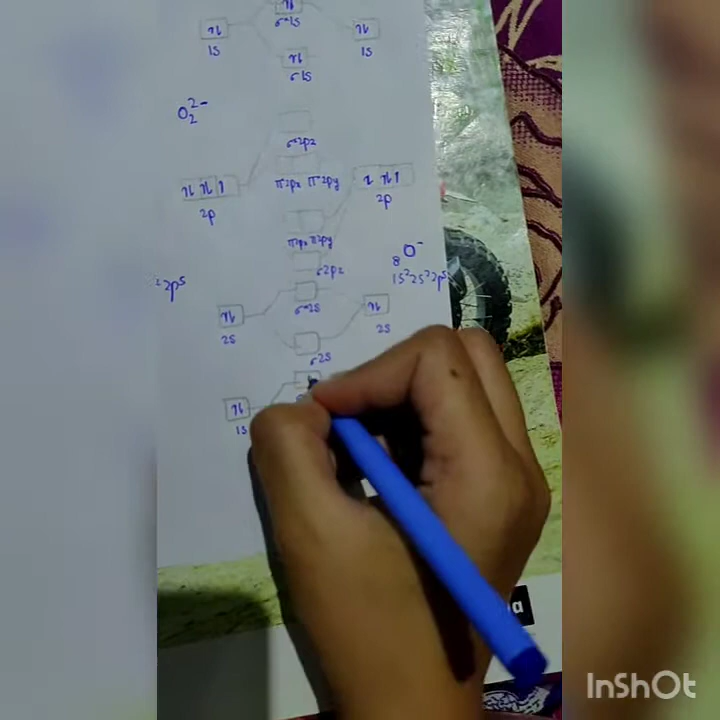 1s σ*1s 1s
σ1s
O₂²⁻
σ*2pz
π*2px π*2py
2p 2p
π2px π2py
σ2pz
₈O⁻
1s²2s²2p⁵
2p⁵
σ*2s
2s 2s
σ2s
1s
InShOt